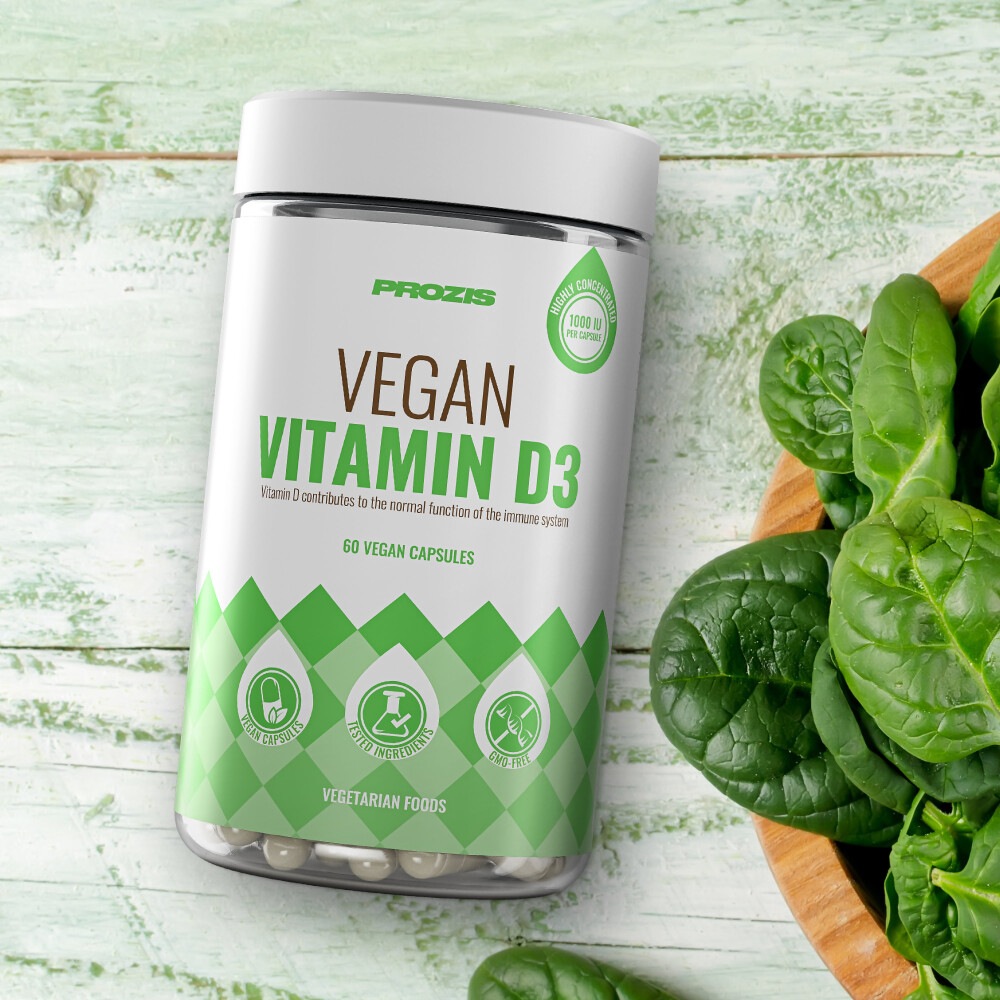 PROZIS
HIGHLY CONCENTRATED
1000 IU
PER CAPSULE
VEGAN
VITAMIN D3
Vitamin D contributes to the normal function of the immune system
60 VEGAN CAPSULES
VEGAN CAPSULES
TESTED INGREDIENTS
GMO-FREE
VEGETARIAN FOODS